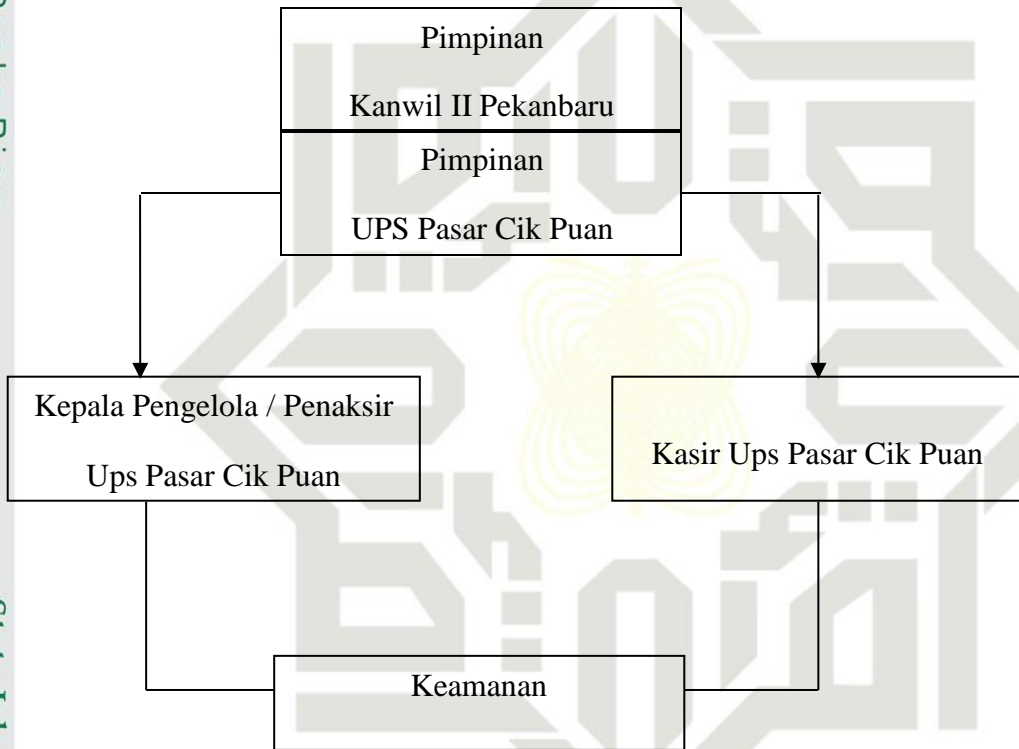 Pimpinan
Kanwil II Pekanbaru
Pimpinan
UPS Pasar Cik Puan
Kepala Pengelola / Penaksir
Ups Pasar Cik Puan
Kasir Ups Pasar Cik Puan
Keamanan